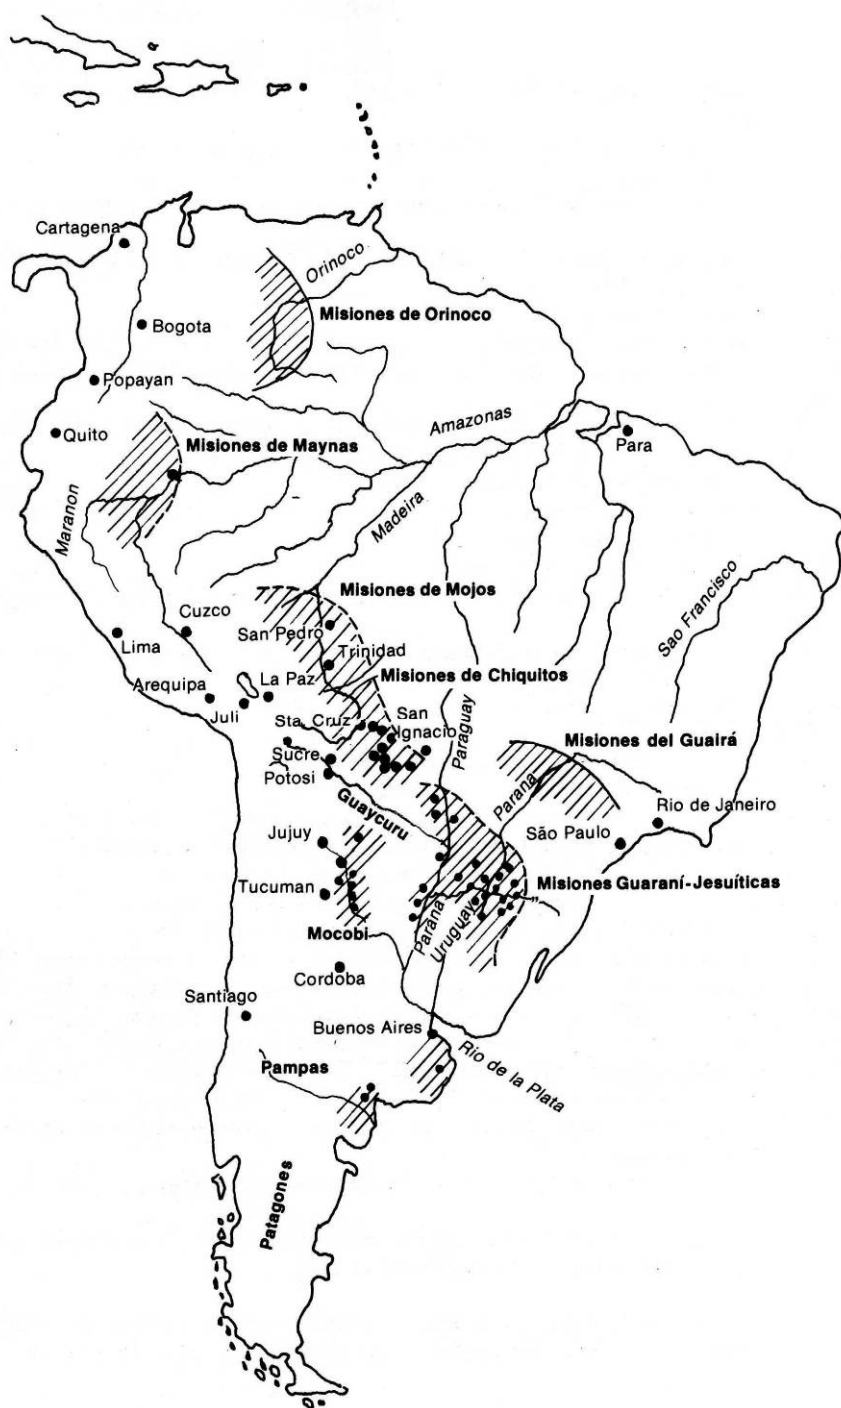 Cartagena
Orinoco
Misiones de Orinoco
Bogota
Popayan
Amazonas
Quito
Misiones de Maynas
Para
Maranon
Madeira
Misiones de Mojos
Sao Francisco
Cuzco
San Pedro
Lima
Trinidad
Misiones de Chiquitos
Arequipa
La Paz
Juli
Sta. Cruz
San
Ignacio
Paraguay
Misiones del Guairá
Sucre
Potosi
Parana
Guaycuru
Rio de Janeiro
Jujuy
São Paulo
Tucuman
Misiones Guaraní-Jesuíticas
Parana
Uruguay
Mocobi
Cordoba
Santiago
Buenos Aires
Rio de la Plata
Pampas
Patagones